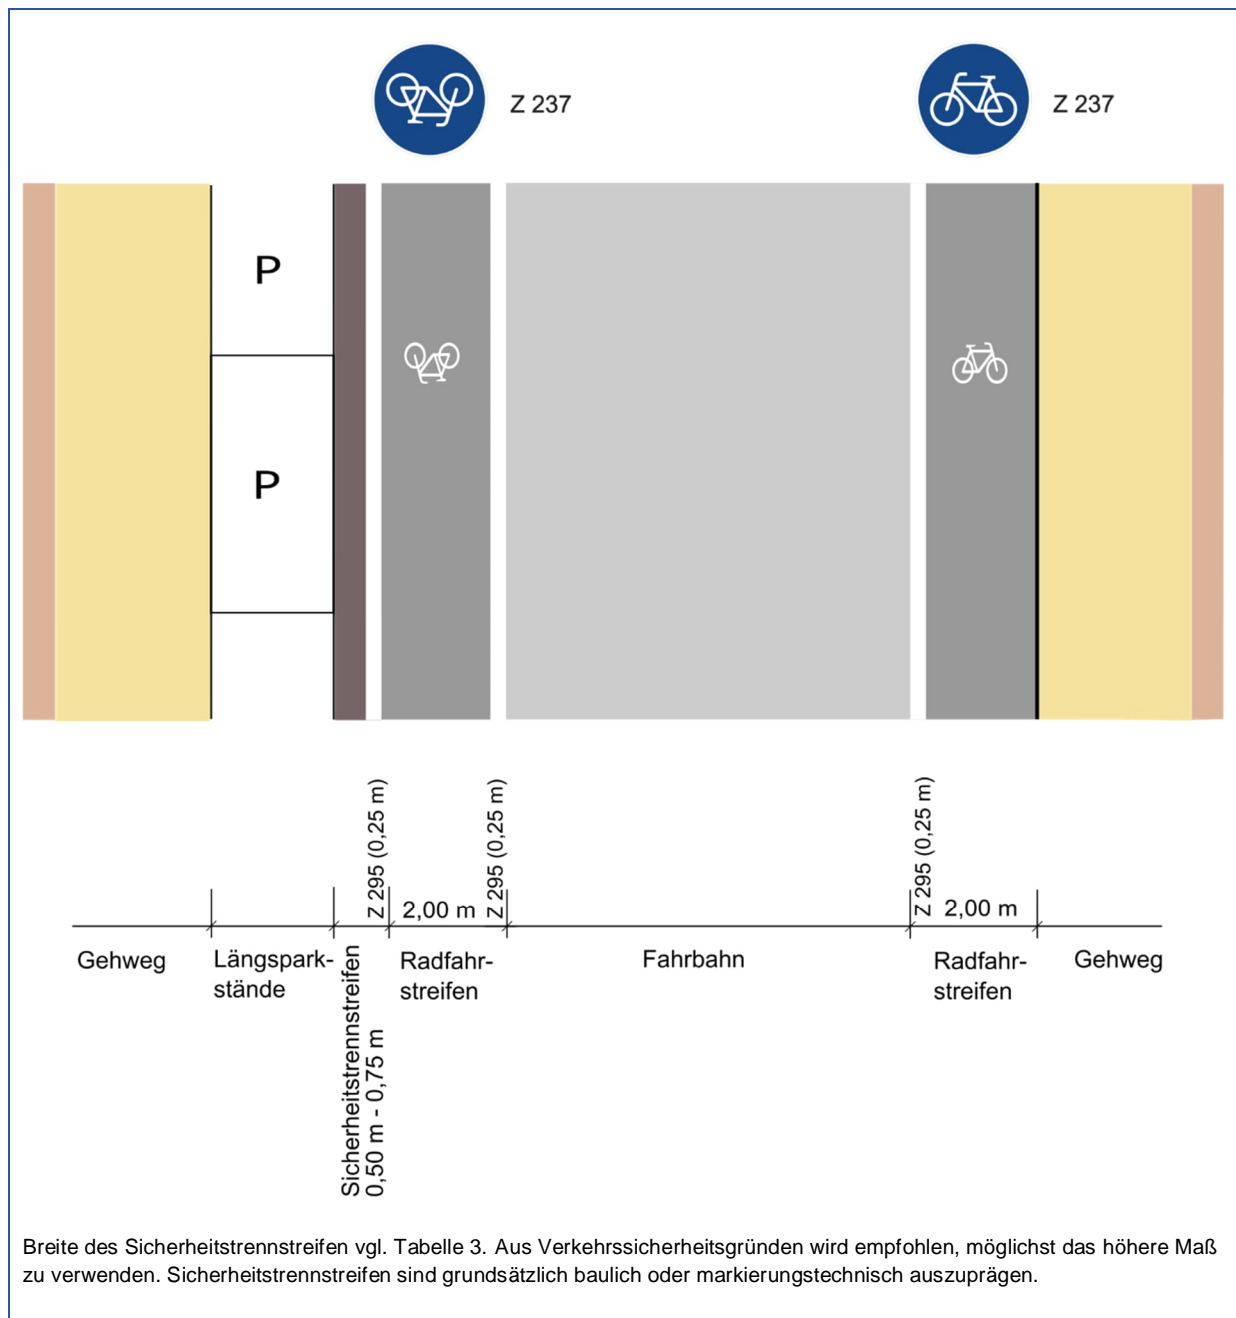 Z 237
Z 237
P
P
Z 295 (0,25 m)
Z 295 (0,25 m)
Z 295 (0,25 m)
2,00 m
2,00 m
Gehweg
Längspark-
stände
Sicherheitstrennstreifen
0,50 m - 0,75 m
Radfahr-
streifen
Fahrbahn
Radfahr-
streifen
Gehweg
Breite des Sicherheitstrennstreifen vgl. Tabelle 3. Aus Verkehrssicherheitsgründen wird empfohlen, möglichst das höhere Maß
zu verwenden. Sicherheitstrennstreifen sind grundsätzlich baulich oder markierungstechnisch auszuprägen.